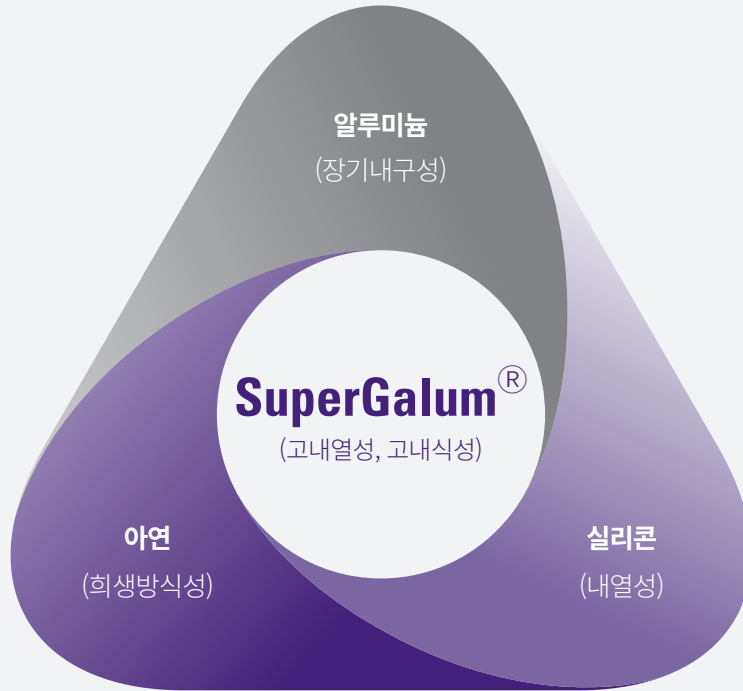 알루미늄
(장기내구성)
SuperGalum®
(고내열성, 고내식성)
아연
(희생방식성)
실리콘
(내열성)